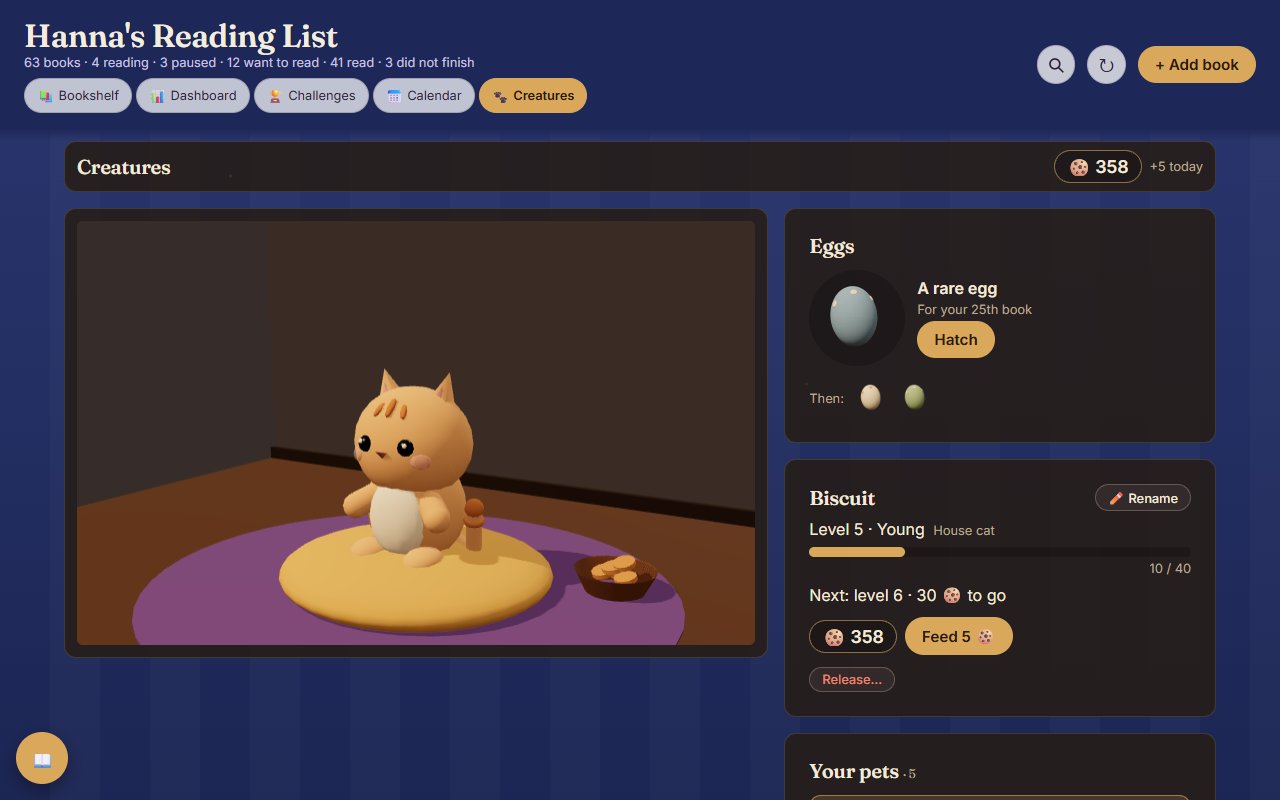 Hanna's Reading List
63 books · 4 reading · 3 paused · 12 want to read · 41 read · 3 did not finish
Bookshelf
Dashboard
Challenges
Calendar
Creatures
+ Add book
Creatures
358
+5 today
Eggs
A rare egg
For your 25th book
Hatch
Then:
Biscuit
Rename
Level 5 · Young House cat
10 / 40
Next: level 6 · 30 to go
358
Feed 5
Release...
Your pets · 5